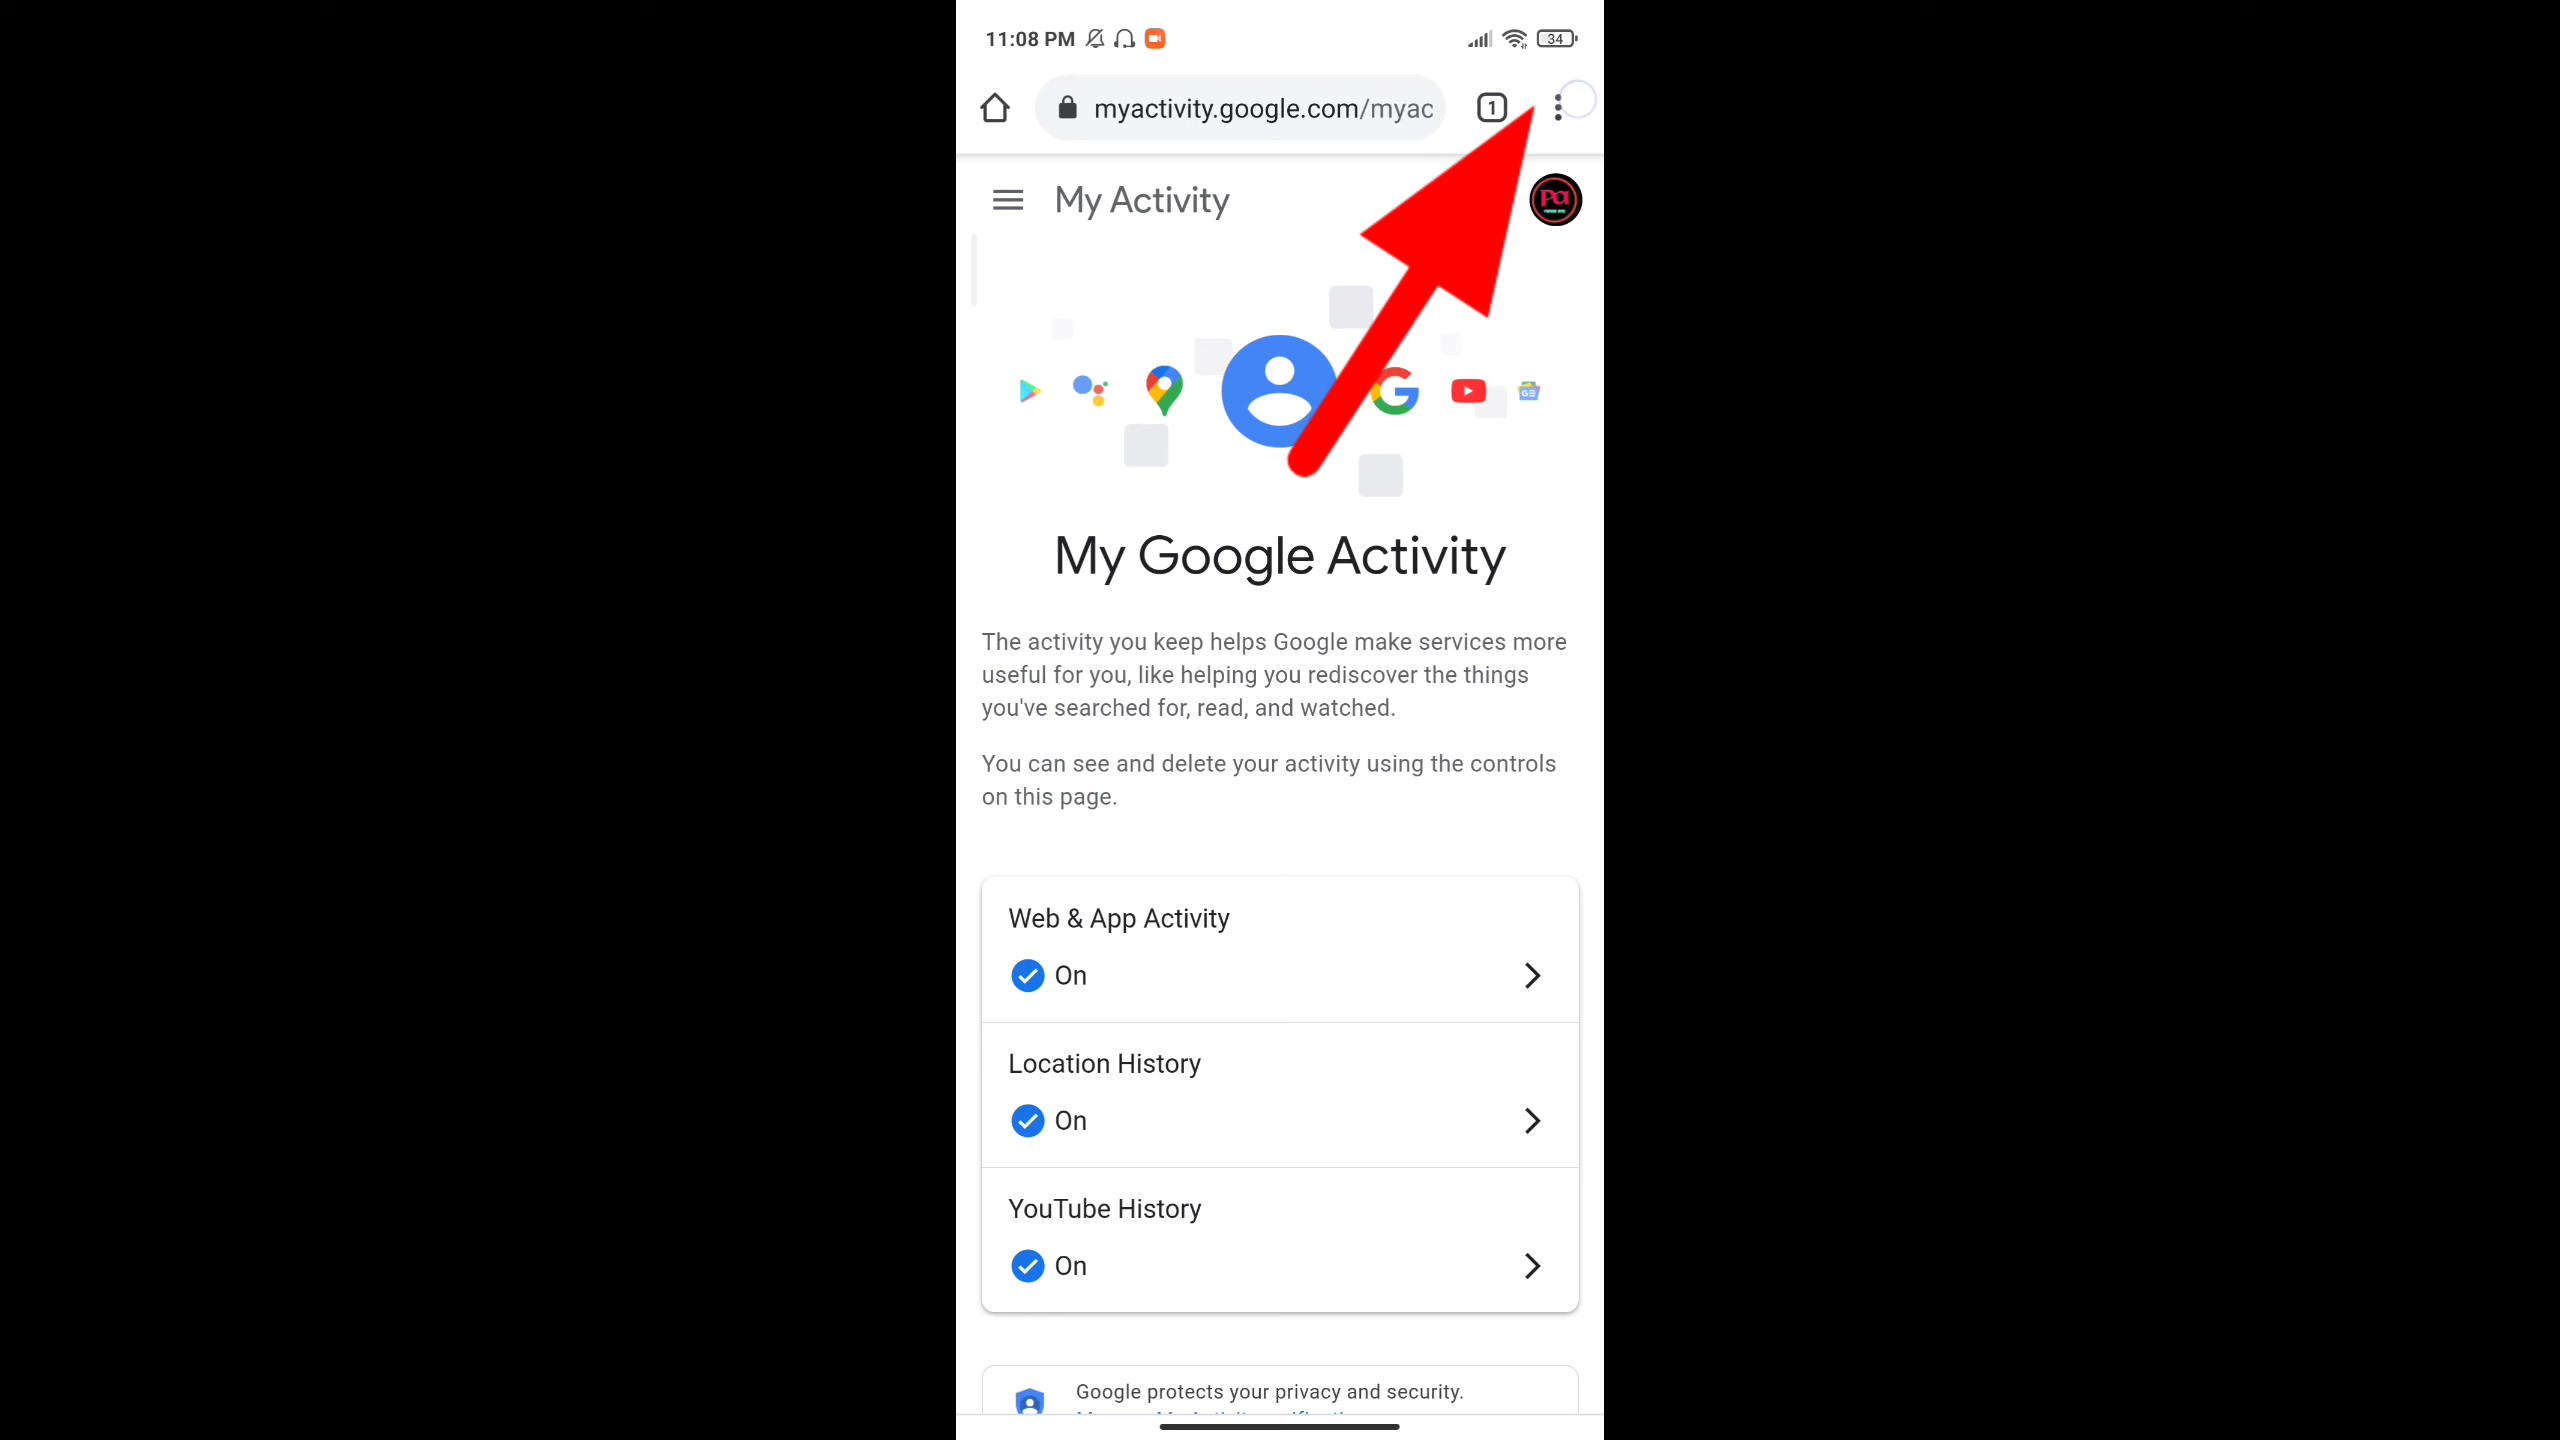 11:08 PM
34
myactivity.google.com/myac
1
My Activity
Pa
My Google Activity
The activity you keep helps Google make services more
useful for you, like helping you rediscover the things
you've searched for, read, and watched.
You can see and delete your activity using the controls
on this page.
Web & App Activity
On
Location History
On
YouTube History
On
Google protects your privacy and security.